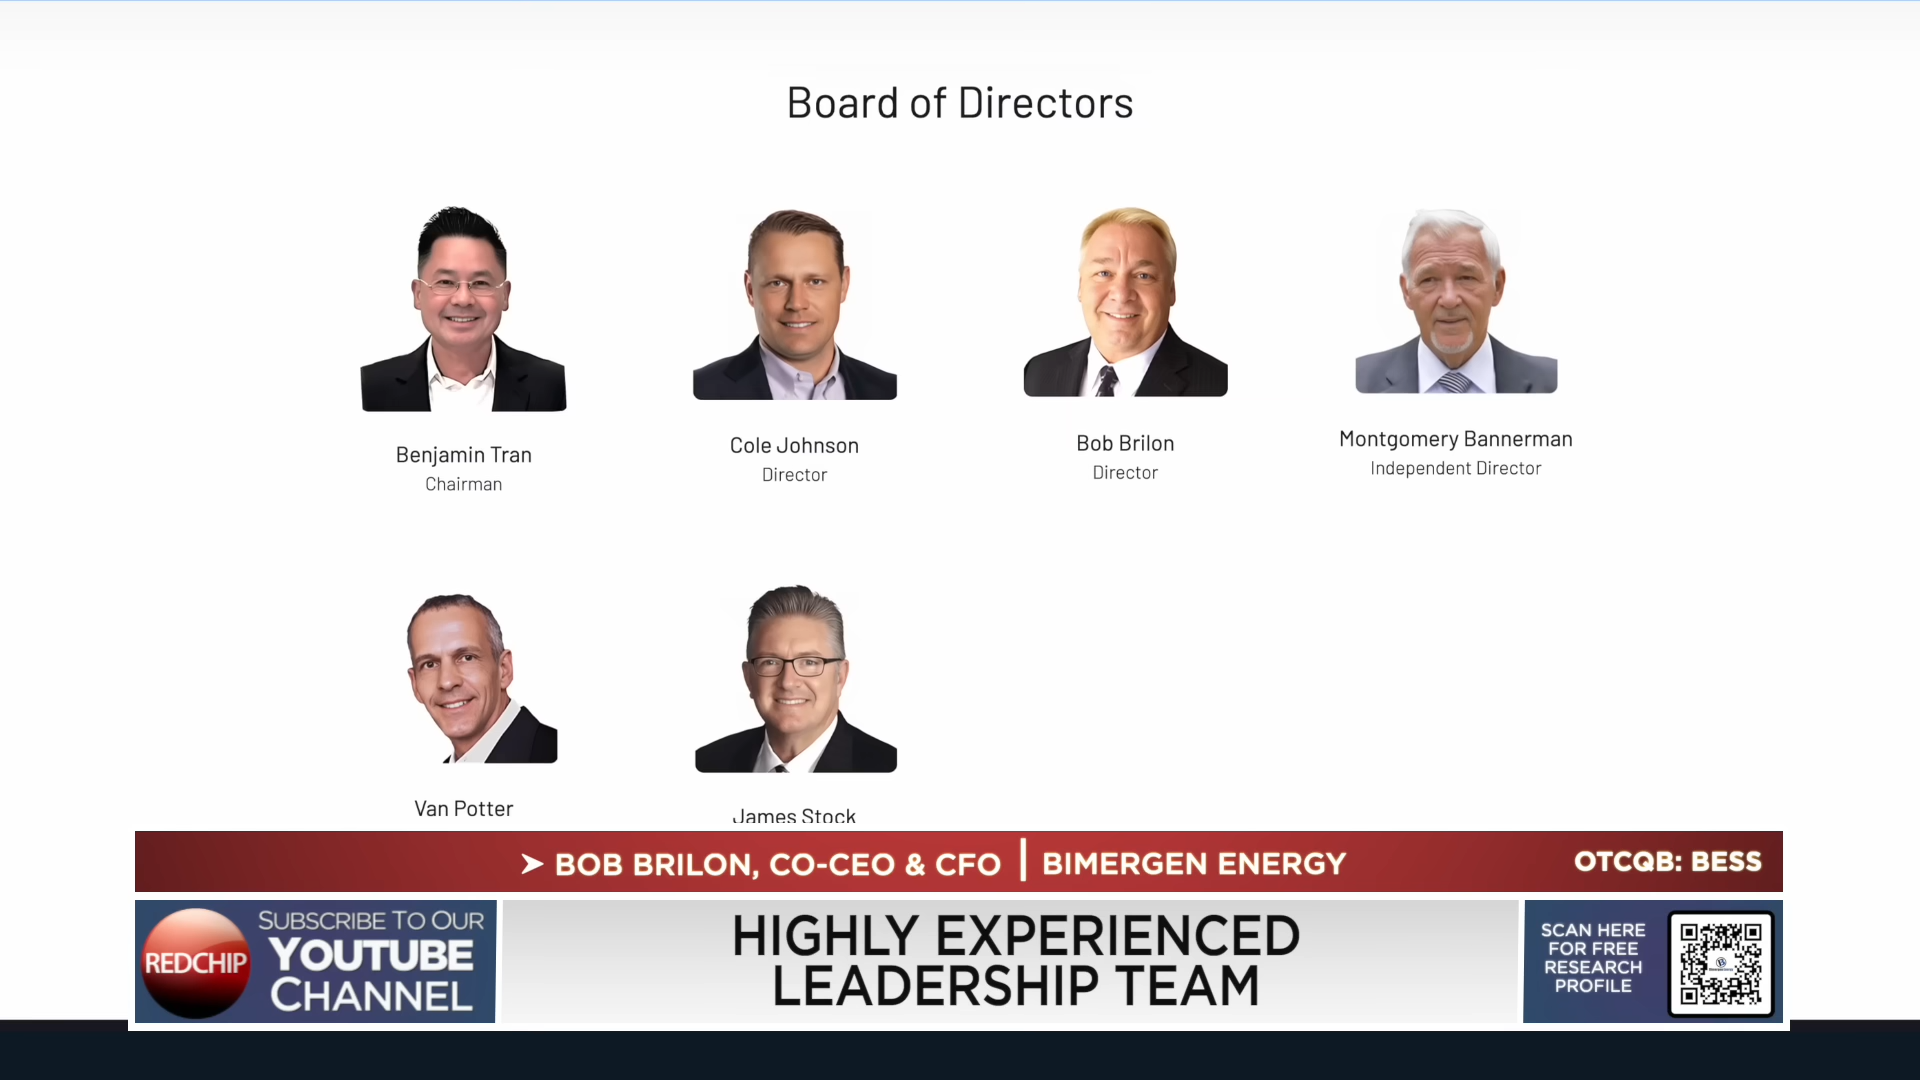 Board of Directors
Benjamin Tran
Chairman
Cole Johnson
Director
Bob Brilon
Director
Montgomery Bannerman
Independent Director
Van Potter
James Stock
➤ BOB BRILON, CO-CEO & CFO | BIMERGEN ENERGY
OTCQB: BESS
REDCHIP
SUBSCRIBE TO OUR
YOUTUBE
CHANNEL
HIGHLY EXPERIENCED
LEADERSHIP TEAM
SCAN HERE
FOR FREE
RESEARCH
PROFILE